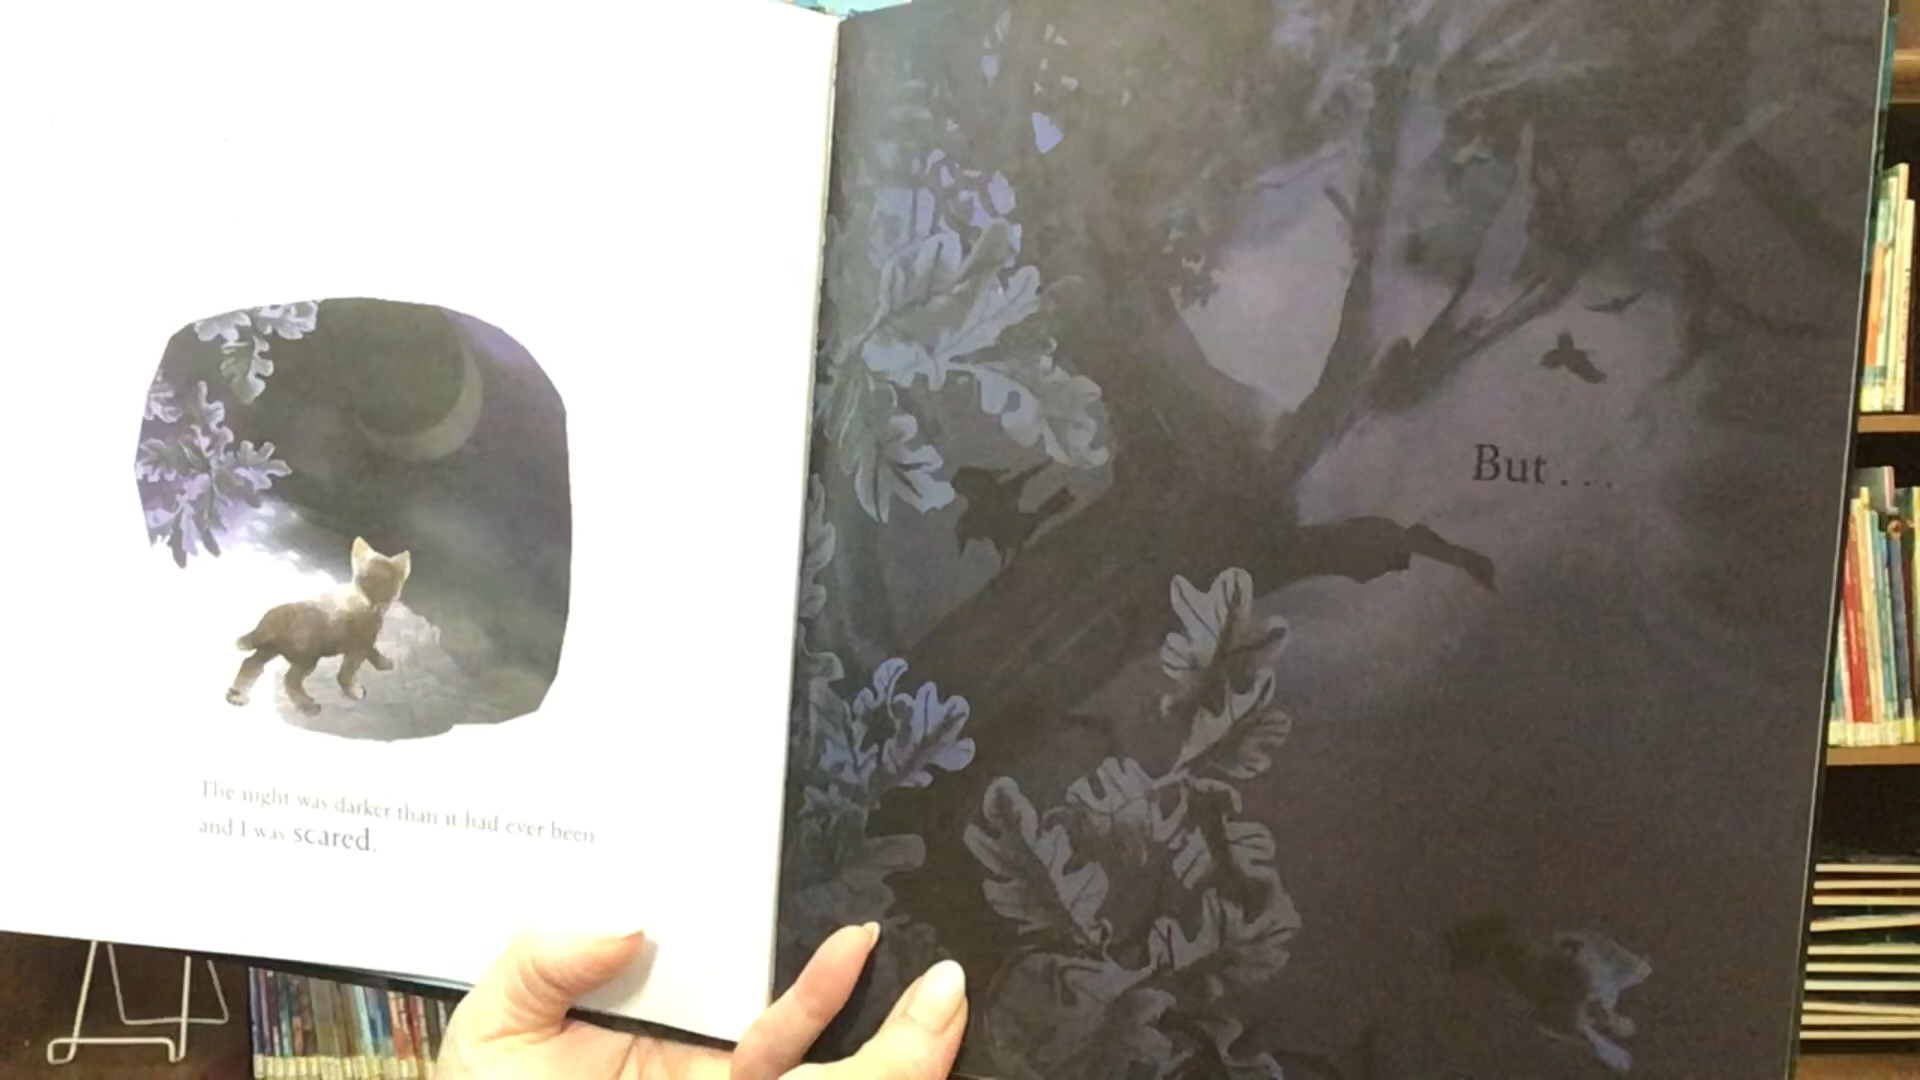 The night was darker than it had ever been
and I was scared.
But . . .